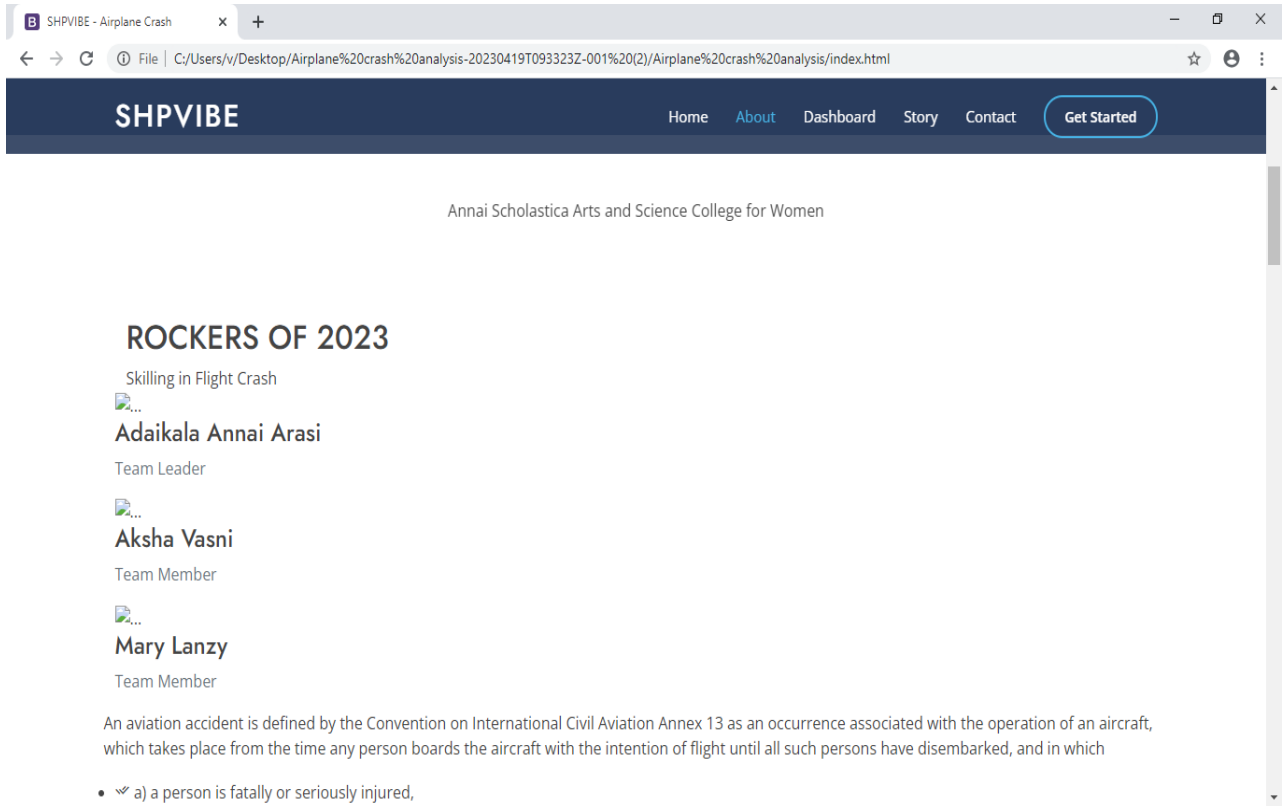 B SHPVIBE - Airplane Crash
File C:/Users/v/Desktop/Airplane%20crash%20analysis-20230419T093323Z-001%20(2)/Airplane%20crash%20analysis/index.html
SHPVIBE Home About Dashboard Story Contact Get Started
Annai Scholastica Arts and Science College for Women
ROCKERS OF 2023
Skilling in Flight Crash
...
Adaikala Annai Arasi
Team Leader
...
Aksha Vasni
Team Member
...
Mary Lanzy
Team Member
An aviation accident is defined by the Convention on International Civil Aviation Annex 13 as an occurrence associated with the operation of an aircraft,
which takes place from the time any person boards the aircraft with the intention of flight until all such persons have disembarked, and in which
• a) a person is fatally or seriously injured,